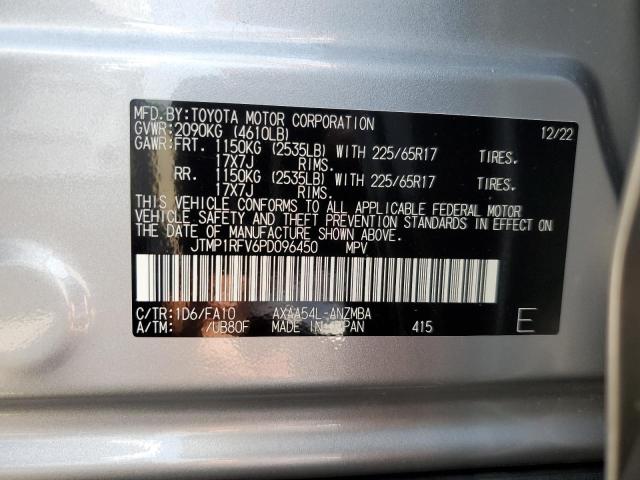 MFD.BY:TOYOTA MOTOR CORPORATION 12/22
GVWR:2090KG (4610LB)
GAWR:FRT. 1150KG (2535LB) WITH 225/65R17 TIRES.
17X7J RIMS.
RR. 1150KG (2535LB) WITH 225/65R17 TIRES.
17X7J RIMS.
THIS VEHICLE CONFORMS TO ALL APPLICABLE FEDERAL MOTOR
VEHICLE SAFETY AND THEFT PREVENTION STANDARDS IN EFFECT ON
THE DATE OF MANUFACTURE SHOWN ABOVE.
JTMP1RFV6PD096450 MPV
C/TR:1D6/FA10 AXAA54L-ANZMBA
A/TM: /UB80F MADE IN JAPAN 415 E